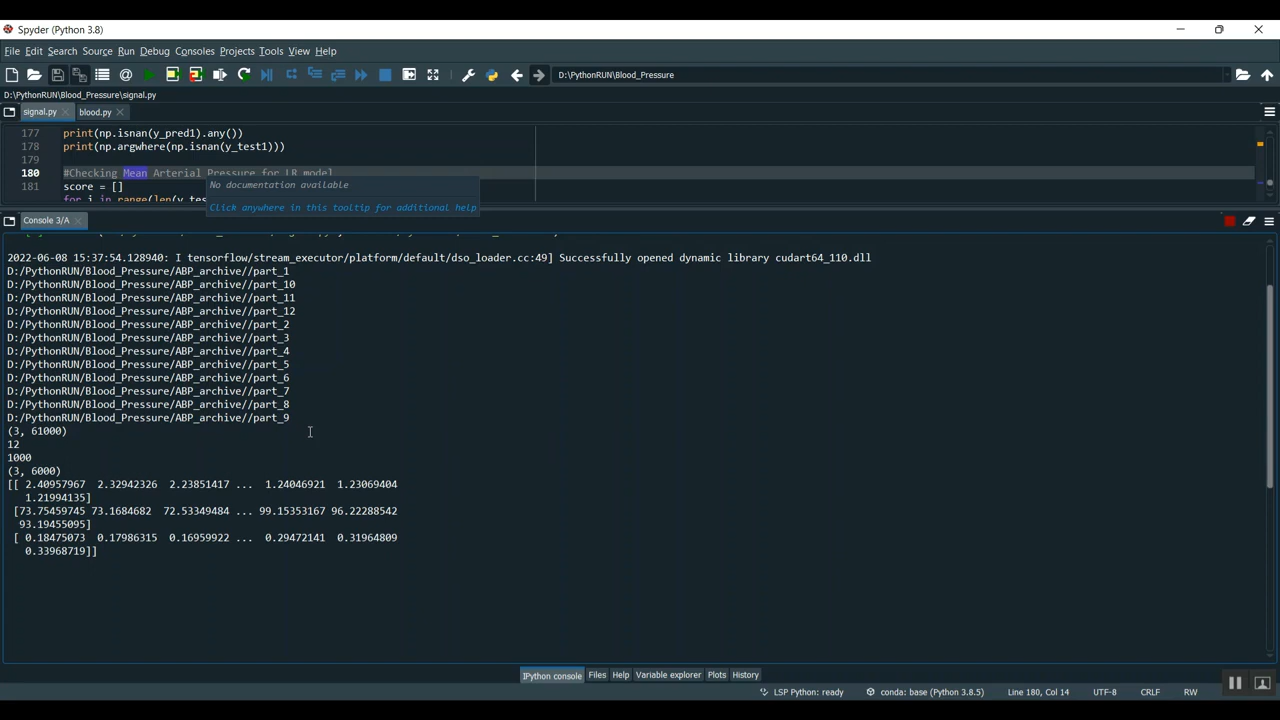 Spyder (Python 3.8)
File Edit Search Source Run Debug Consoles Projects Tools View Help
D:\PythonRUN\Blood_Pressure
D:\PythonRUN\Blood_Pressure\signal.py
signal.py blood.py
177 print(np.isnan(y_pred1).any())
178 print(np.argwhere(np.isnan(y_test1)))
179
180 #Checking Mean Arterial Pressure for LR model
No documentation available
181 score = []
for i in range(len(y_tes
Click anywhere in this tooltip for additional help
Console 3/A
2022-06-08 15:37:54.128940: I tensorflow/stream_executor/platform/default/dso_loader.cc:49] Successfully opened dynamic library cudart64_110.dll
D:/PythonRUN/Blood_Pressure/ABP_archive//part_1
D:/PythonRUN/Blood_Pressure/ABP_archive//part_10
D:/PythonRUN/Blood_Pressure/ABP_archive//part_11
D:/PythonRUN/Blood_Pressure/ABP_archive//part_12
D:/PythonRUN/Blood_Pressure/ABP_archive//part_2
D:/PythonRUN/Blood_Pressure/ABP_archive//part_3
D:/PythonRUN/Blood_Pressure/ABP_archive//part_4
D:/PythonRUN/Blood_Pressure/ABP_archive//part_5
D:/PythonRUN/Blood_Pressure/ABP_archive//part_6
D:/PythonRUN/Blood_Pressure/ABP_archive//part_7
D:/PythonRUN/Blood_Pressure/ABP_archive//part_8
D:/PythonRUN/Blood_Pressure/ABP_archive//part_9
(3, 61000)
12
1000
(3, 6000)
[[ 2.40957967 2.32942326 2.23851417 ... 1.24046921 1.23069404
1.21994135]
[73.75459745 73.1684682 72.53349484 ... 99.15353167 96.22288542
93.19455095]
[ 0.18475073 0.17986315 0.16959922 ... 0.29472141 0.31964809
0.33968719]]
IPython console Files Help Variable explorer Plots History
LSP Python: ready conda: base (Python 3.8.5) Line 180, Col 14 UTF-8 CRLF RW